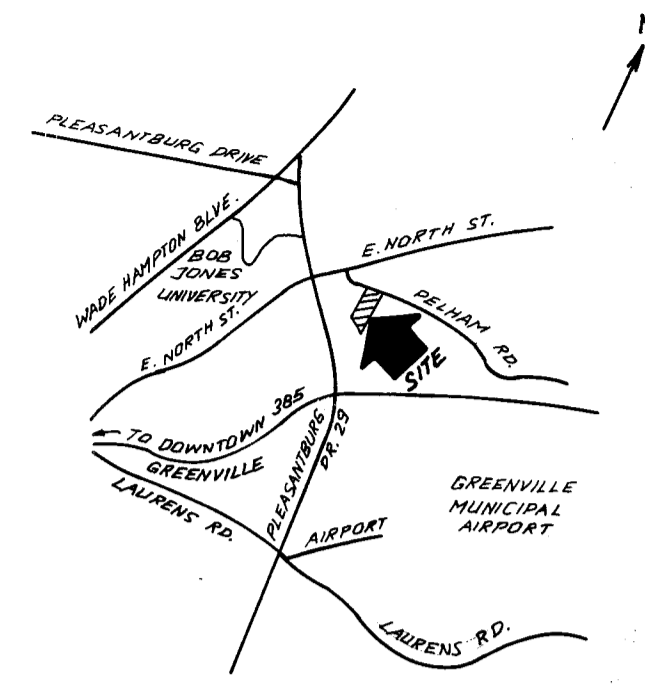 N
PLEASANTBURG DRIVE
WADE HAMPTON BLVE.
BOB
JONES
UNIVERSITY
E. NORTH ST.
E. NORTH ST.
PELHAM RD.
SITE
385
TO DOWNTOWN
GREENVILLE
LAURENS RD.
PLEASANTBURG
DR. 29
AIRPORT
GREENVILLE
MUNICIPAL
AIRPORT
LAURENS RD.